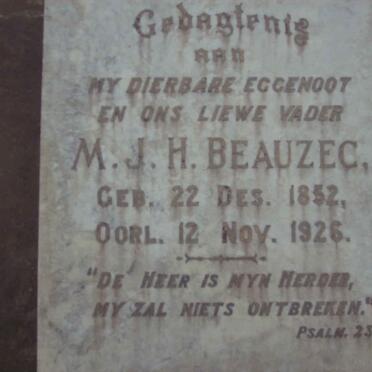 Gedagtenis
aan
MY DIERBARE EGGENOOT
EN ONS LIEWE VADER
M. J. H. BEAUZEC,
GEB. 22 DES. 1852,
OORL. 12 NOV. 1926.
"DE HEER IS MYN HERDER,
MY ZAL NIETS ONTBREKEN."
PSALM. 23